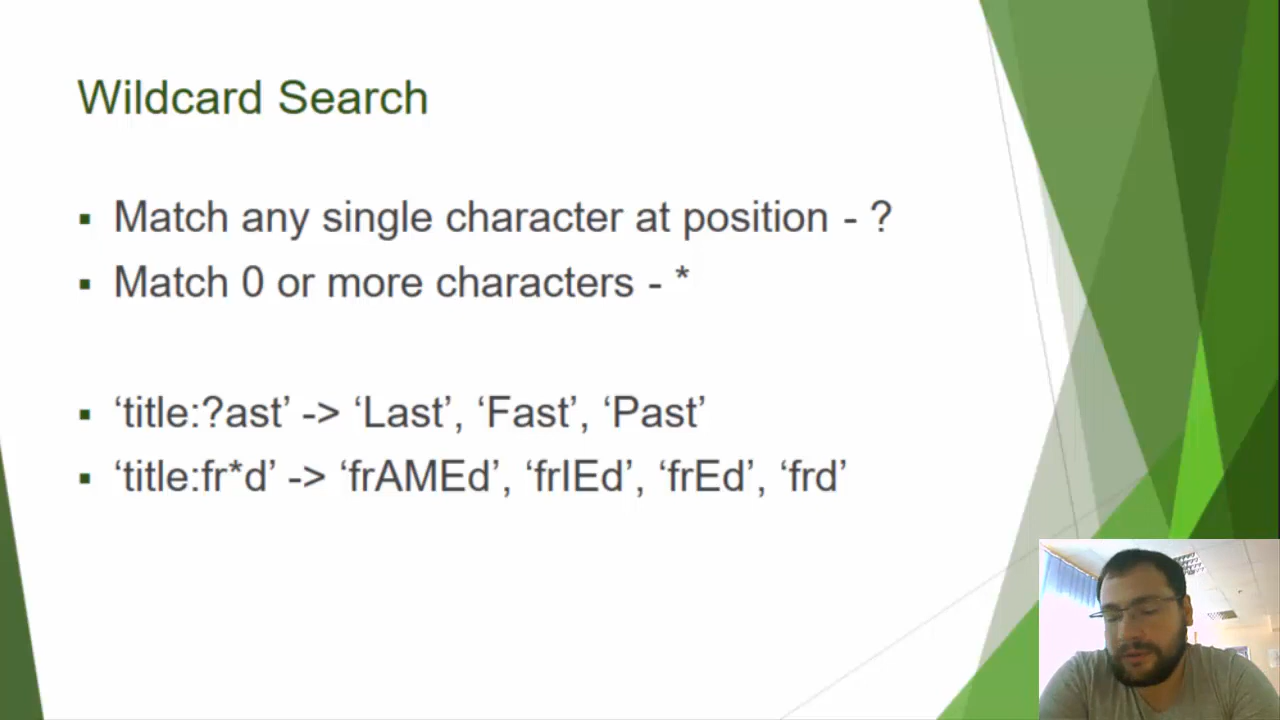 Wildcard Search
▪ Match any single character at position - ?
▪ Match 0 or more characters - *
▪ ‘title:?ast’ -> ‘Last’, ‘Fast’, ‘Past’
▪ ‘title:fr*d’ -> ‘frAMEd’, ‘frIEd’, ‘frEd’, ‘frd’